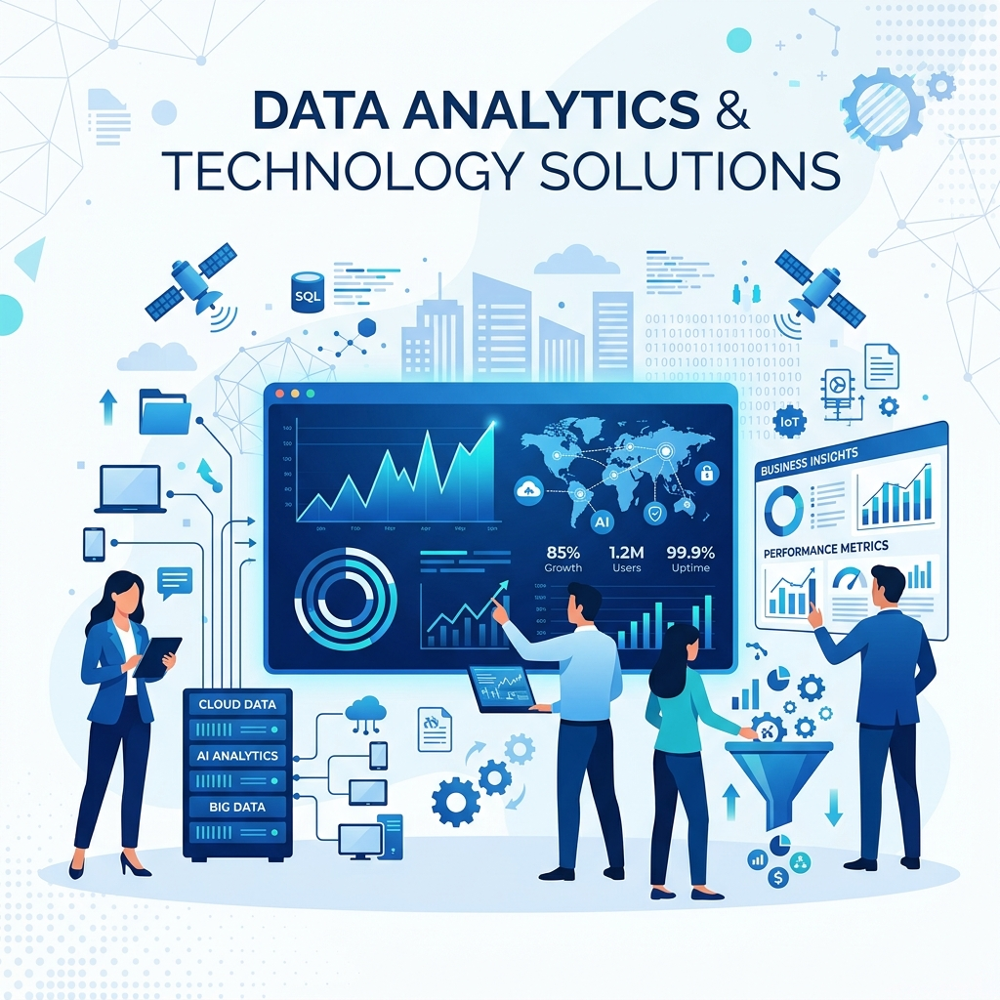 DATA ANALYTICS &
TECHNOLOGY SOLUTIONS
SQL
0011010011010100
IoT
BUSINESS INSIGHTS
PERFORMANCE METRICS
AI
85%
Growth
1.2M
Users
99.9%
Uptime
CLOUD DATA
AI ANALYTICS
BIG DATA
$